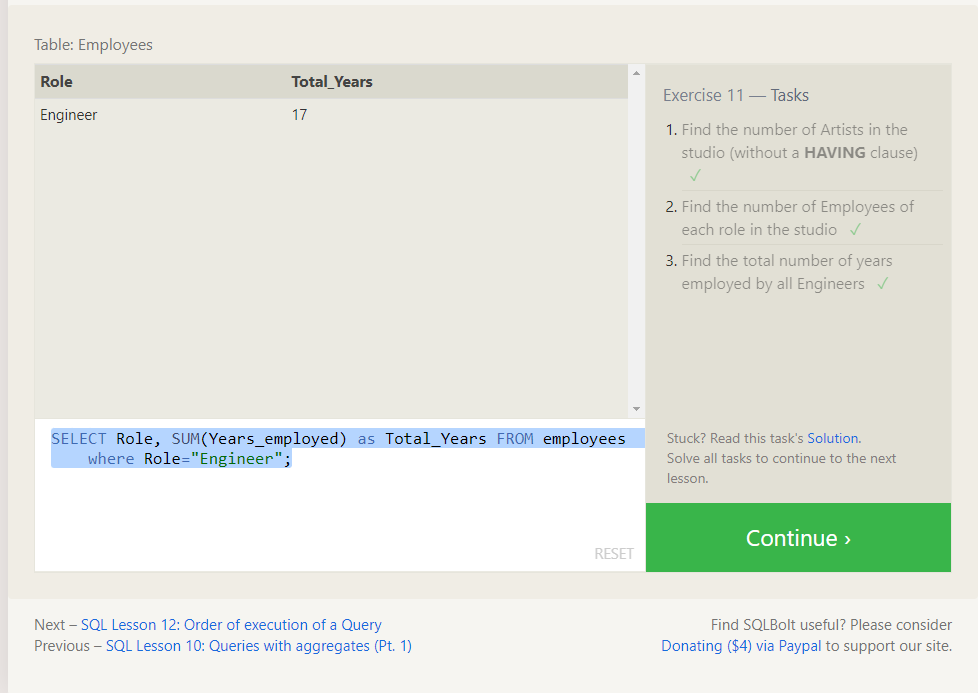 Table: Employees
Role Total_Years
Engineer 17
Exercise 11 — Tasks
1. Find the number of Artists in the
studio (without a HAVING clause)
✓
2. Find the number of Employees of
each role in the studio ✓
3. Find the total number of years
employed by all Engineers ✓
SELECT Role, SUM(Years_employed) as Total_Years FROM employees
where Role="Engineer";
RESET
Stuck? Read this task's Solution.
Solve all tasks to continue to the next
lesson.
Continue ›
Next – SQL Lesson 12: Order of execution of a Query
Previous – SQL Lesson 10: Queries with aggregates (Pt. 1)
Find SQLBolt useful? Please consider
Donating ($4) via Paypal to support our site.